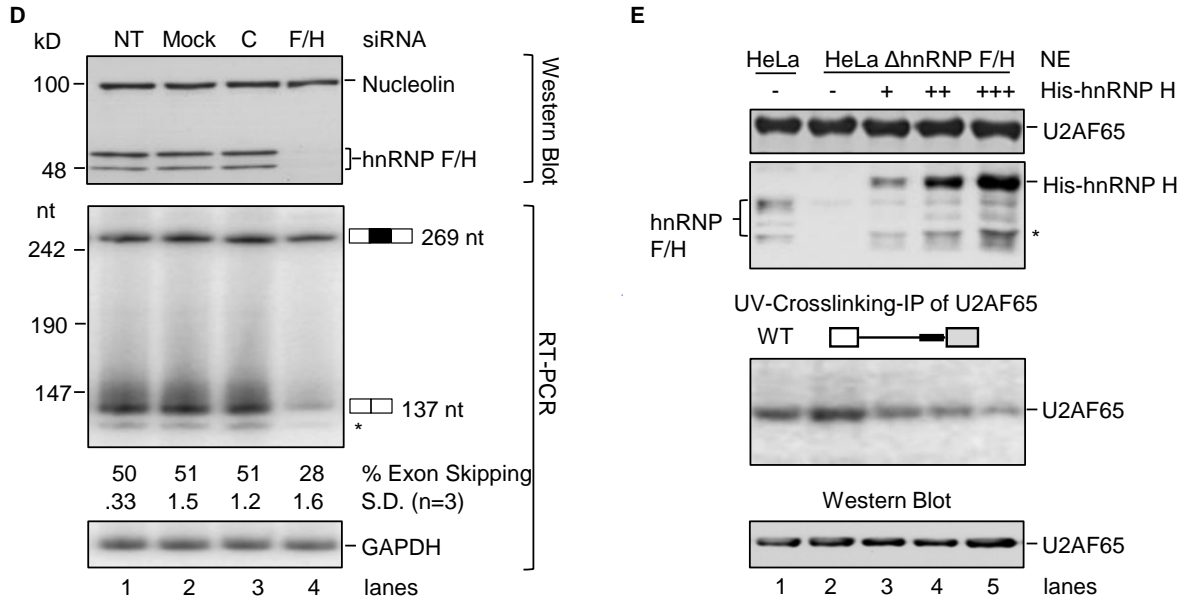 D
kD NT Mock C F/H siRNA
100 Nucleolin
48 hnRNP F/H
Western Blot
nt
242 269 nt
190
147 137 nt
*
RT-PCR
50 51 51 28 % Exon Skipping
.33 1.5 1.2 1.6 S.D. (n=3)
GAPDH
1 2 3 4 lanes
E
HeLa HeLa ΔhnRNP F/H NE
- - + ++ +++ His-hnRNP H
U2AF65
His-hnRNP H
hnRNP
F/H
*
UV-Crosslinking-IP of U2AF65
WT
U2AF65
Western Blot
U2AF65
1 2 3 4 5 lanes